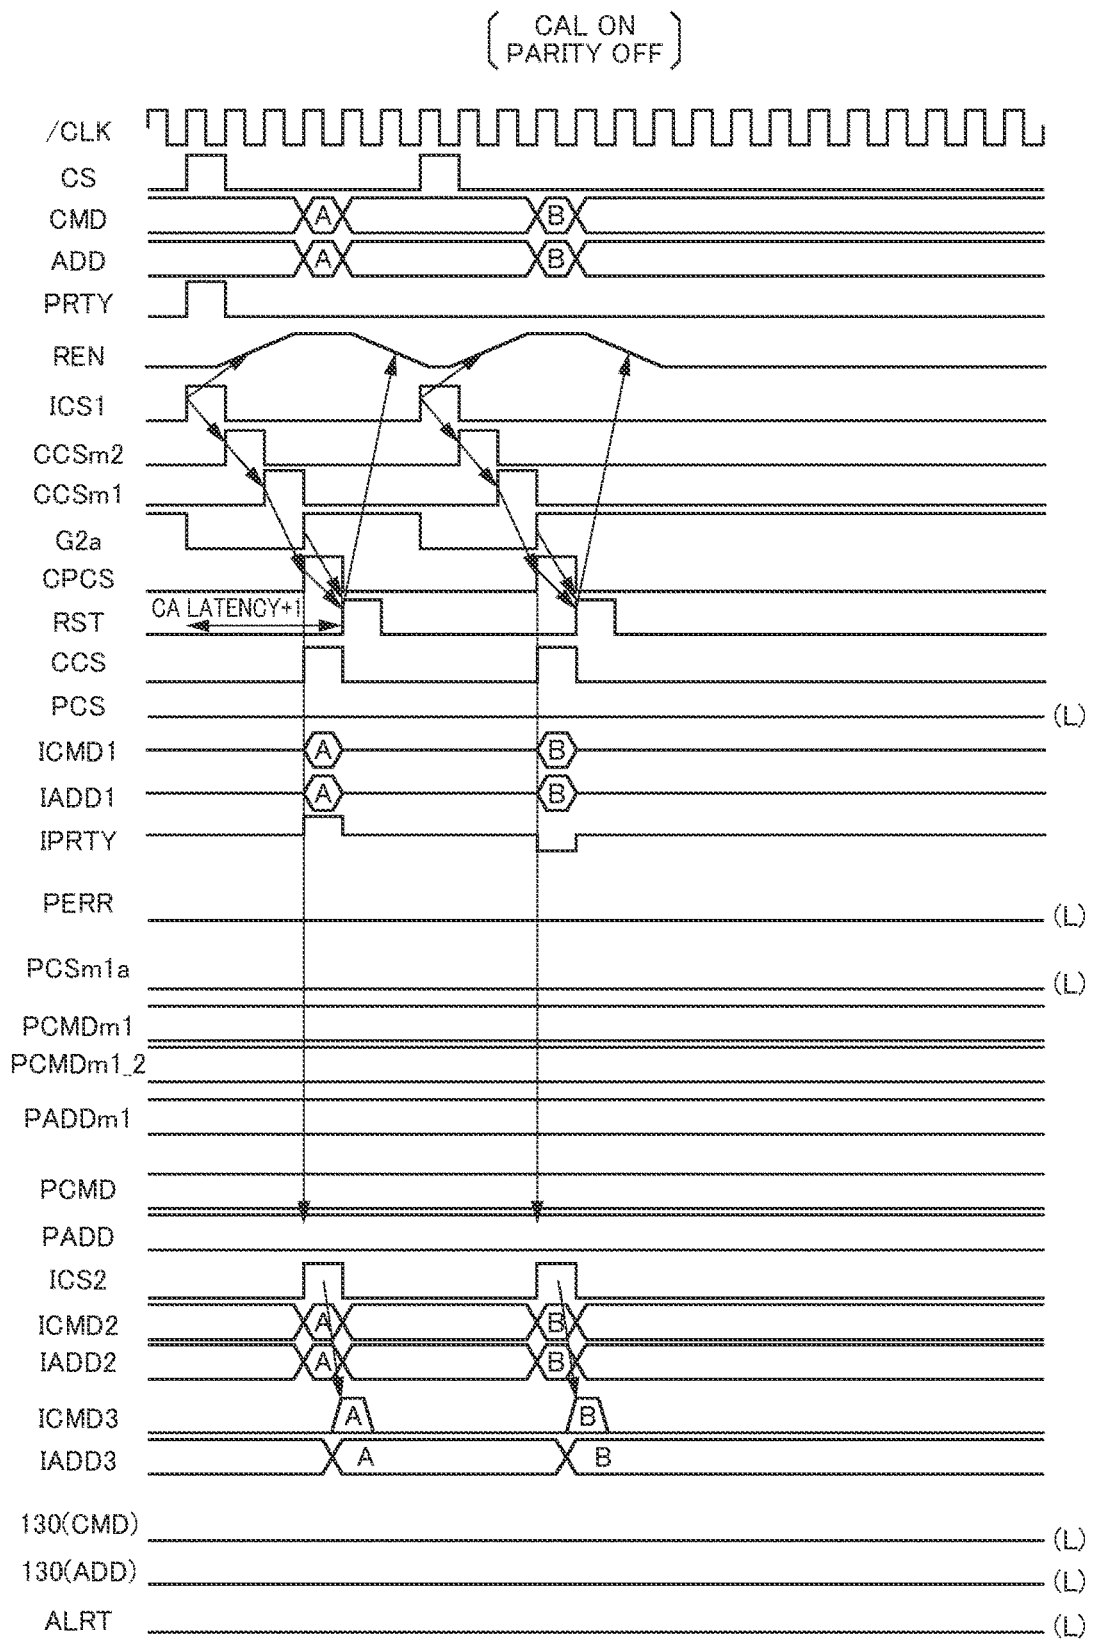 CAL ON
PARITY OFF
/CLK
CS
CMD A B
ADD A B
PRTY
REN
ICS1
CCSm2
CCSm1
G2a
CPCS
CA LATENCY+1
RST
CCS
PCS (L)
ICMD1 A B
IADD1 A B
IPRTY
PERR (L)
PCSm1a (L)
PCMDm1
PCMDm1_2
PADDm1
PCMD
PADD
ICS2
ICMD2 A B
IADD2 A B
ICMD3 A B
IADD3 A B
130(CMD) (L)
130(ADD) (L)
ALRT (L)